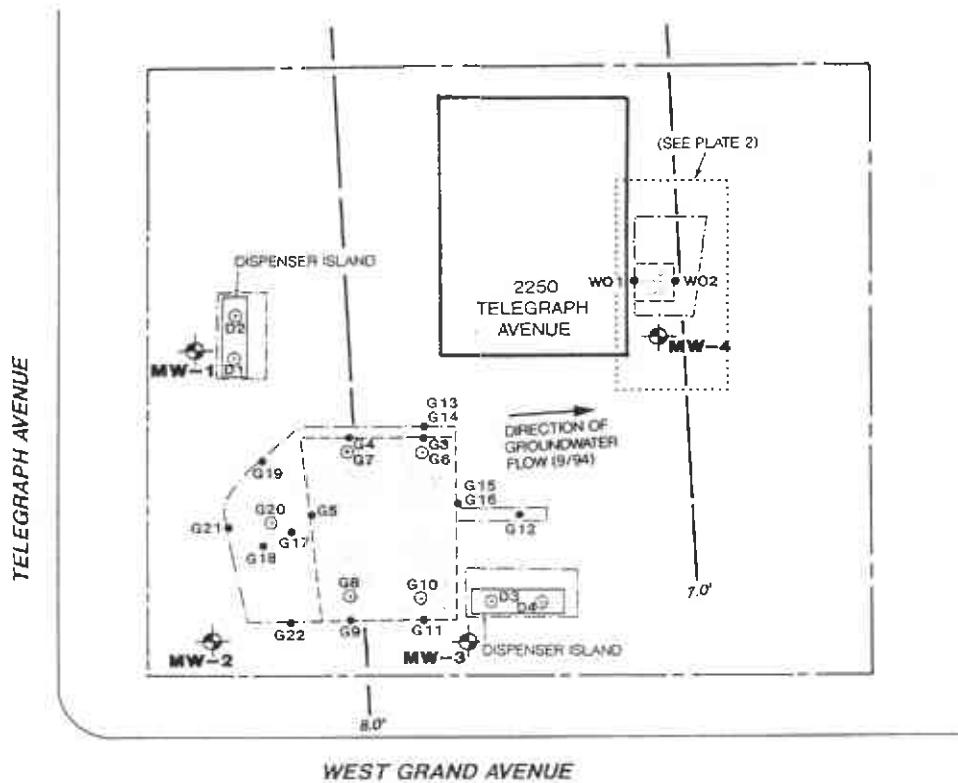 (SEE PLATE 2)
DISPENSER ISLAND
D2
D1
MW-1
2250
TELEGRAPH
AVENUE
WO1
WO2
MW-4
TELEGRAPH AVENUE
G13
G14
G4
G7
G3
G6
DIRECTION OF
GROUNDWATER
FLOW (9/94)
G19
G15
G16
G20
G5
G12
G21
G17
G18
G8
G10
D3
D4
7.0'
G22
G9
G11
MW-2
MW-3
DISPENSER ISLAND
8.0'
WEST GRAND AVENUE